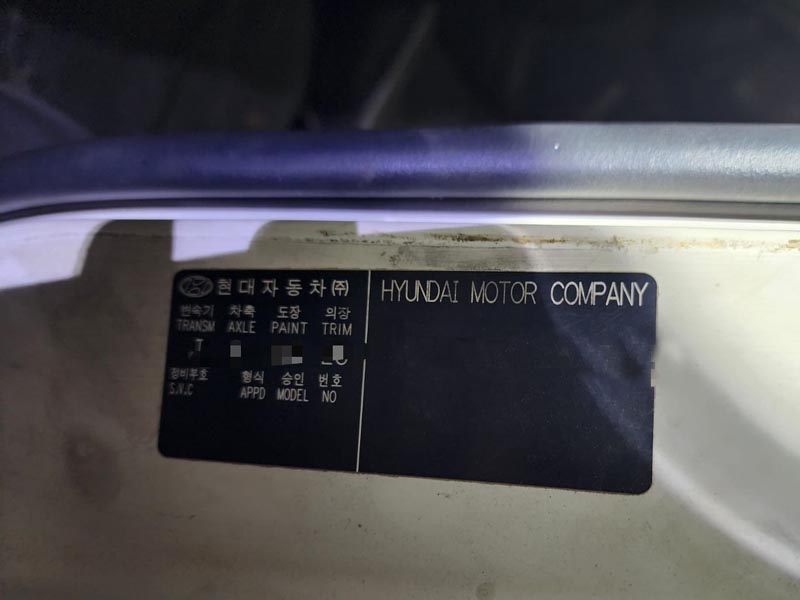 현대자동차(주)
변속기 차축 도장 의장
TRANSM AXLE PAINT TRIM
T
정비부호 형식 승인 번호
S.N.C APPD MODEL NO
HYUNDAI MOTOR COMPANY